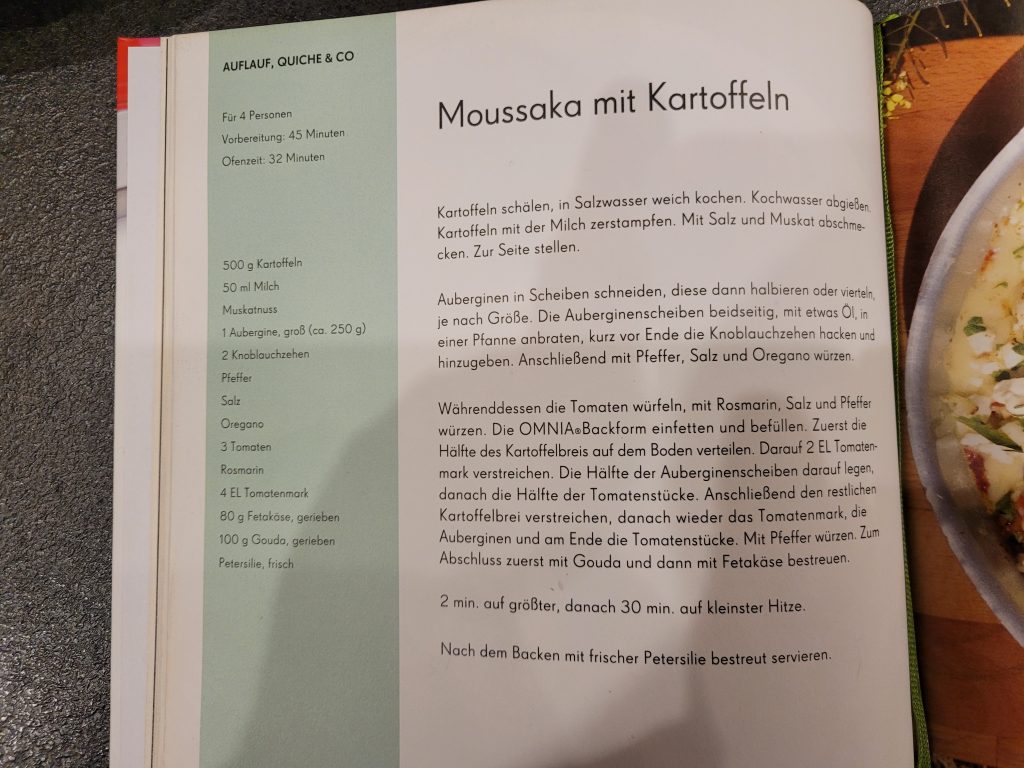 AUFLAUF, QUICHE & CO
Für 4 Personen
Vorbereitung: 45 Minuten
Ofenzeit: 32 Minuten
500 g Kartoffeln
50 ml Milch
Muskatnuss
1 Aubergine, groß (ca. 250 g)
2 Knoblauchzehen
Pfeffer
Salz
Oregano
3 Tomaten
Rosmarin
4 EL Tomatenmark
80 g Fetakäse, gerieben
100 g Gouda, gerieben
Petersilie, frisch
Moussaka mit Kartoffeln
Kartoffeln schälen, in Salzwasser weich kochen. Kochwasser abgießen.
Kartoffeln mit der Milch zerstampfen. Mit Salz und Muskat abschme-
cken. Zur Seite stellen.
Auberginen in Scheiben schneiden, diese dann halbieren oder vierteln,
je nach Größe. Die Auberginenscheiben beidseitig, mit etwas Öl, in
einer Pfanne anbraten, kurz vor Ende die Knoblauchzehen hacken und
hinzugeben. Anschließend mit Pfeffer, Salz und Oregano würzen.
Währenddessen die Tomaten würfeln, mit Rosmarin, Salz und Pfeffer
würzen. Die OMNIA®Backform einfetten und befüllen. Zuerst die
Hälfte des Kartoffelbreis auf dem Boden verteilen. Darauf 2 EL Tomaten-
mark verstreichen. Die Hälfte der Auberginenscheiben darauf legen,
danach die Hälfte der Tomatenstücke. Anschließend den restlichen
Kartoffelbrei verstreichen, danach wieder das Tomatenmark, die
Auberginen und am Ende die Tomatenstücke. Mit Pfeffer würzen. Zum
Abschluss zuerst mit Gouda und dann mit Fetakäse bestreuen.
2 min. auf größter, danach 30 min. auf kleinster Hitze.
Nach dem Backen mit frischer Petersilie bestreut servieren.